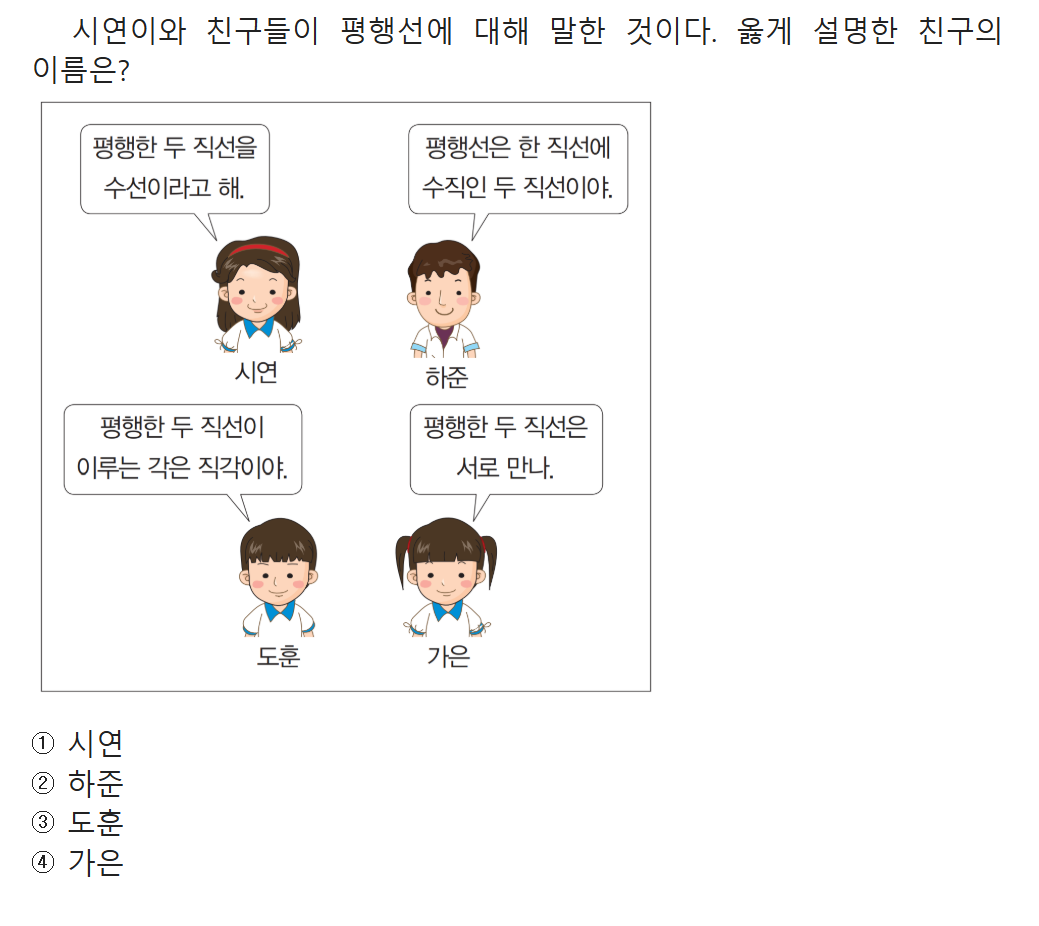 시연이와 친구들이 평행선에 대해 말한 것이다. 옳게 설명한 친구의
이름은?
평행한 두 직선을
수선이라고 해.
시연
평행선은 한 직선에
수직인 두 직선이야.
하준
평행한 두 직선이
이루는 각은 직각이야.
도훈
평행한 두 직선은
서로 만나.
가은
① 시연
② 하준
③ 도훈
④ 가은